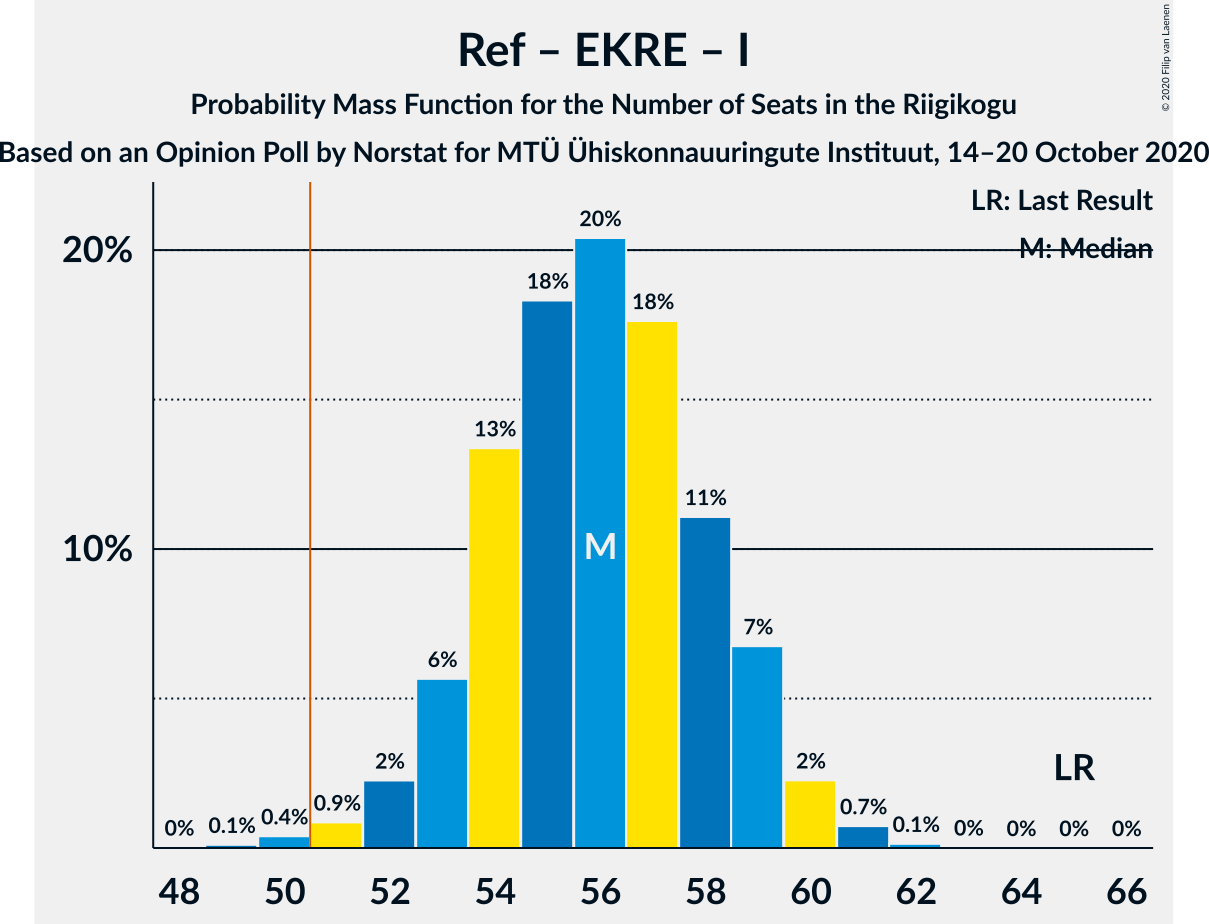 Ref – EKRE – I
Probability Mass Function for the Number of Seats in the Riigikogu
Based on an Opinion Poll by Norstat for MTÜ Ühiskonnauuringute Instituut, 14–20 October 2020
© 2020 Filip van Laenen
LR: Last Result
M: Median
20%
10%
0%
0.1%
0.4%
0.9%
2%
6%
13%
18%
20%
18%
11%
7%
2%
0.7%
0.1%
0%
0%
0%
0%
M
LR
48 50 52 54 56 58 60 62 64 66